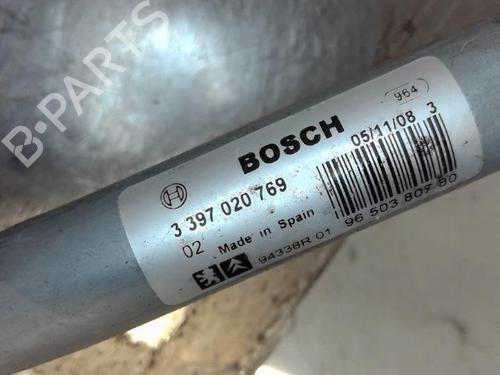 964
BOSCH
05/11/08 3
3 397 020 769
02 Made in Spain
94338R 01
96 503 807 80
B-PARTS